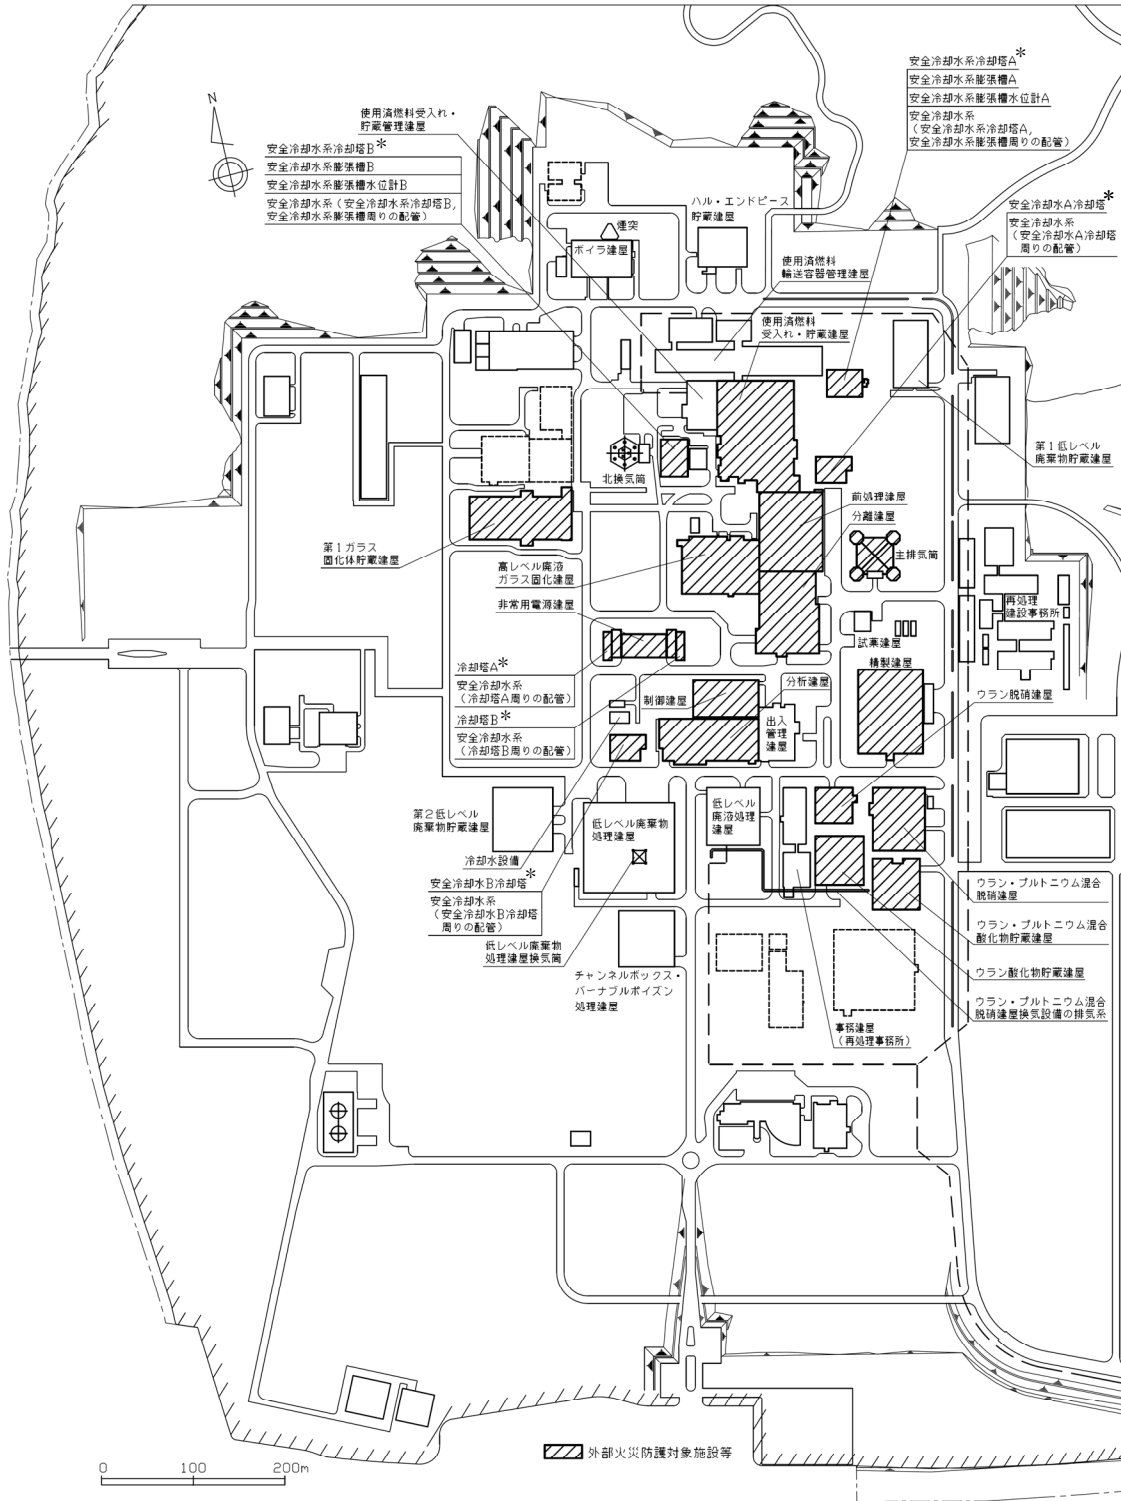 安全冷却水系冷却塔A*
安全冷却水系膨張槽A
安全冷却水系膨張槽水位計A
安全冷却水系
（安全冷却水系冷却塔A,
安全冷却水系膨張槽周りの配管）
使用済燃料受入れ・
貯蔵管理建屋
N
安全冷却水系冷却塔B*
安全冷却水系膨張槽B
安全冷却水系膨張槽水位計B
安全冷却水系（安全冷却水系冷却塔B,
安全冷却水系膨張槽周りの配管）
安全冷却水A冷却塔*
安全冷却水系
（安全冷却水A冷却塔
周りの配管）
ハル・エンドピース
貯蔵建屋
煙突
ボイラ建屋
使用済燃料
輸送容器管理建屋
使用済燃料
受入れ・貯蔵建屋
第1低レベル
廃棄物貯蔵建屋
北換気筒
前処理建屋
分離建屋
第1ガラス
固化体貯蔵建屋
主排気筒
高レベル廃液
ガラス固化建屋
非常用電源建屋
再処理
建設事務所
試薬建屋
冷却塔A*
安全冷却水系
（冷却塔A周りの配管）
精製建屋
分析建屋
ウラン脱硝建屋
制御建屋
冷却塔B*
安全冷却水系
（冷却塔B周りの配管）
出入
管理
建屋
第2低レベル
廃棄物貯蔵建屋
低レベル廃棄物
処理建屋
低レベル
廃液処理
建屋
冷却水設備
安全冷却水B冷却塔*
安全冷却水系
（安全冷却水B冷却塔
周りの配管）
ウラン・プルトニウム混合
脱硝建屋
ウラン・プルトニウム混合
酸化物貯蔵建屋
低レベル廃棄物
処理建屋換気筒
ウラン酸化物貯蔵建屋
チャンネルボックス・
バーナブルポイズン
処理建屋
ウラン・プルトニウム混合
脱硝建屋換気設備の排気系
事務建屋
（再処理事務所）
外部火災防護対象施設等
0 100 200m